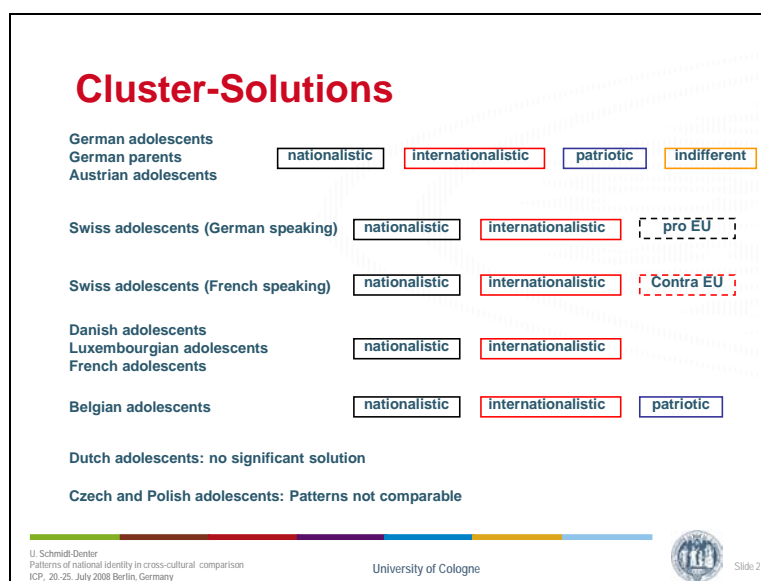 Cluster-Solutions
German adolescents
German parents
Austrian adolescents
nationalistic internationalistic patriotic indifferent
Swiss adolescents (German speaking) nationalistic internationalistic pro EU
Swiss adolescents (French speaking) nationalistic internationalistic Contra EU
Danish adolescents
Luxembourgian adolescents
French adolescents
nationalistic internationalistic
Belgian adolescents nationalistic internationalistic patriotic
Dutch adolescents: no significant solution
Czech and Polish adolescents: Patterns not comparable
U. Schmidt-Denter
Patterns of national identity in cross-cultural comparison
ICP, 20.-25. July 2008 Berlin, Germany
University of Cologne
Slide 2